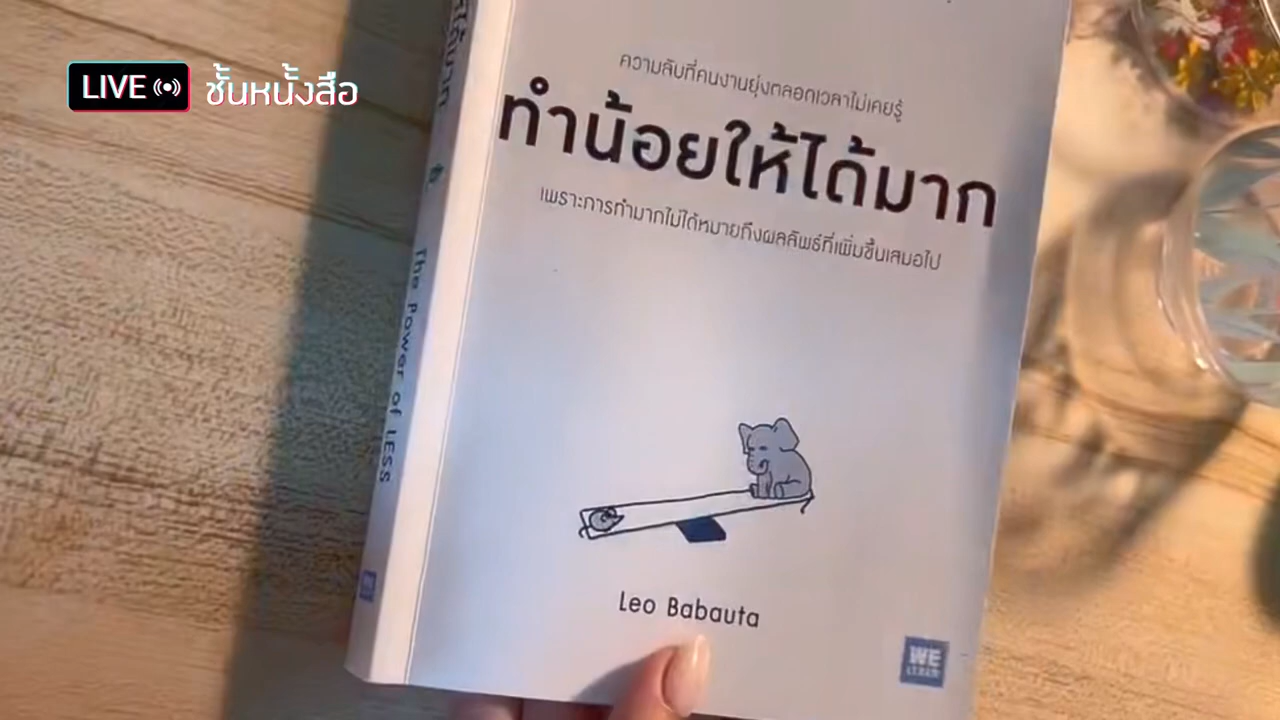 LIVE
ชั้นหนังสือ
ความลับที่คนงานยุ่งตลอดเวลาไม่เคยรู้
ทำน้อยให้ได้มาก
เพราะการทำมากไม่ได้หมายถึงผลลัพธ์ที่เพิ่มขึ้นเสมอไป
The Power of LESS
Leo Babauta
WE
LEARN